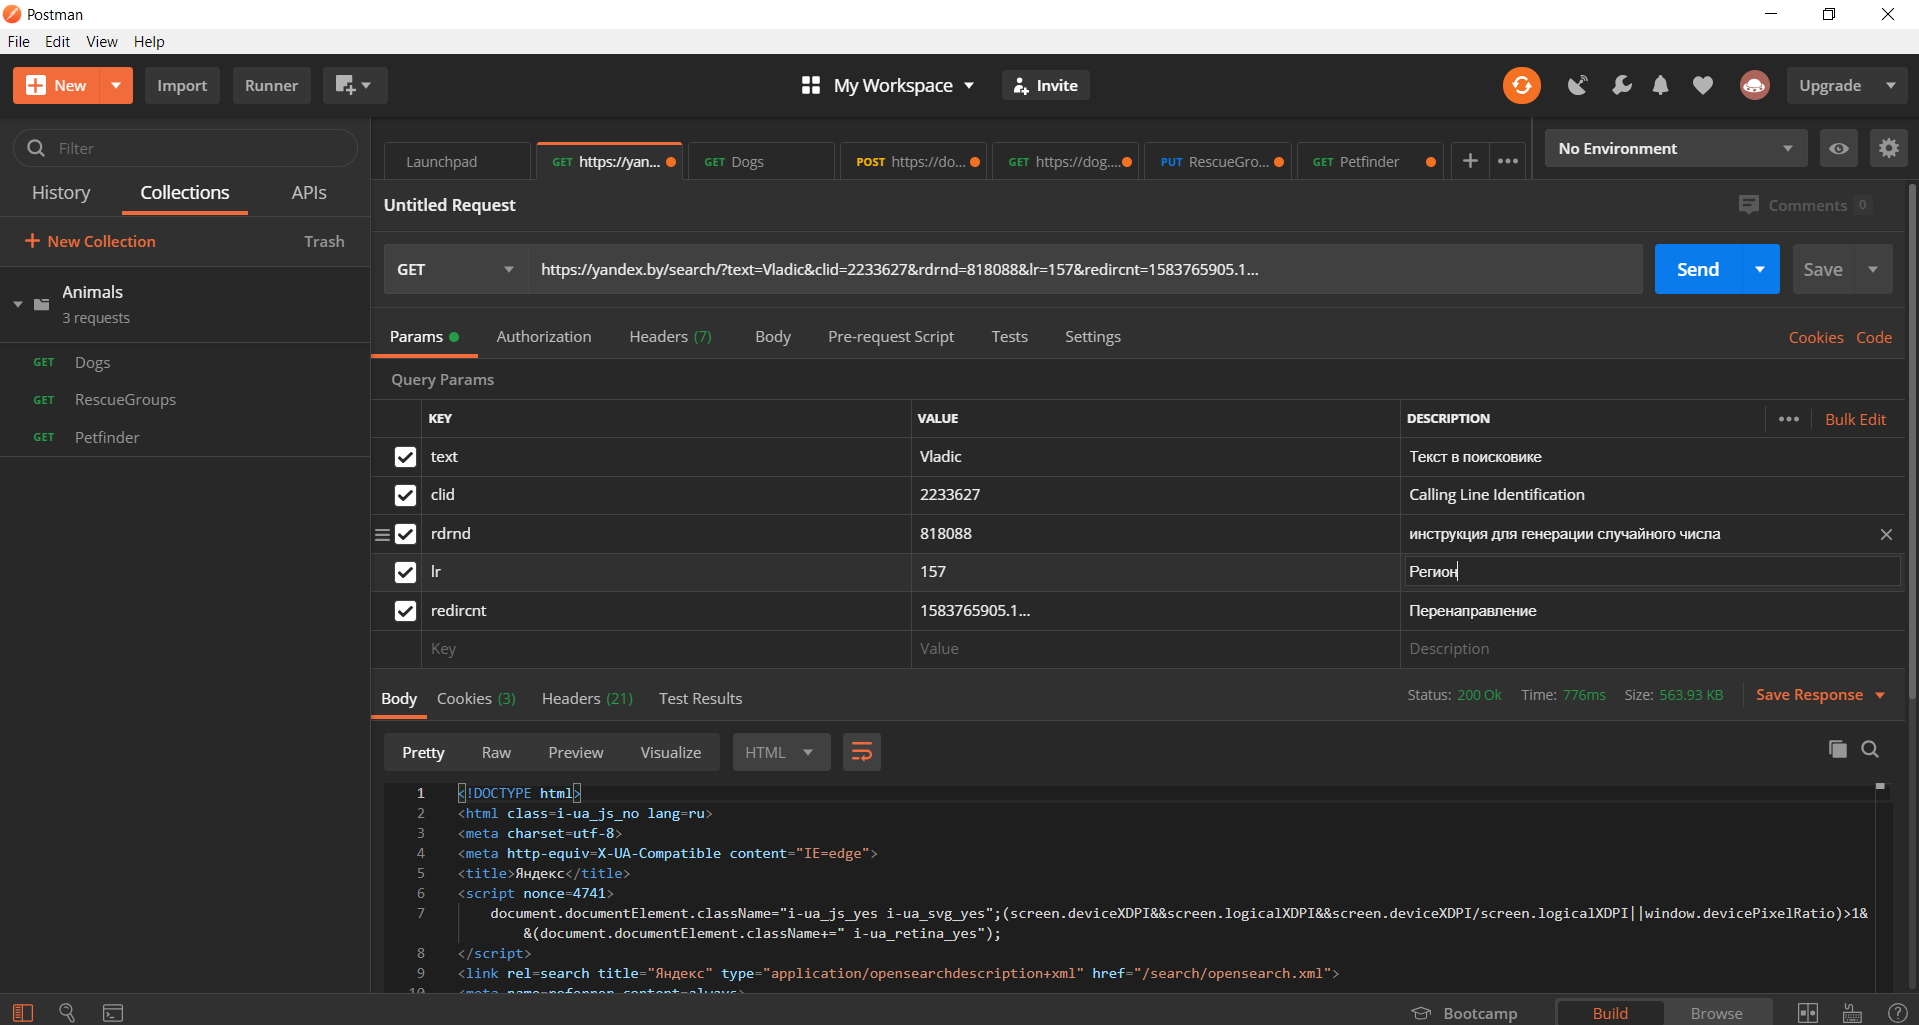 Postman
File Edit View Help
New Import Runner My Workspace Invite Upgrade
Filter
History Collections APIs
New Collection Trash
Animals
3 requests
GET Dogs
GET RescueGroups
GET Petfinder
Launchpad GET https://yan... GET Dogs POST https://do... GET https://dog.... PUT RescueGro... GET Petfinder No Environment
Untitled Request Comments 0
GET https://yandex.by/search/?text=Vladic&clid=2233627&rdrnd=818088&lr=157&redircnt=1583765905.1... Send Save
Params Authorization Headers (7) Body Pre-request Script Tests Settings Cookies Code
Query Params
KEY VALUE DESCRIPTION Bulk Edit
text Vladic Текст в поисковике
clid 2233627 Calling Line Identification
rdrnd 818088 инструкция для генерации случайного числа
lr 157 Регион
redircnt 1583765905.1... Перенаправление
Key Value Description
Body Cookies (3) Headers (21) Test Results Status: 200 Ok Time: 776ms Size: 563.93 KB Save Response
Pretty Raw Preview Visualize HTML
1 <!DOCTYPE html>
2 <html class=i-ua_js_no lang=ru>
3 <meta charset=utf-8>
4 <meta http-equiv=X-UA-Compatible content="IE=edge">
5 <title>Яндекс</title>
6 <script nonce=4741>
7 document.documentElement.className="i-ua_js_yes i-ua_svg_yes";(screen.deviceXDPI&&screen.logicalXDPI&&screen.deviceXDPI/screen.logicalXDPI||window.devicePixelRatio)>1&
&(document.documentElement.className+=" i-ua_retina_yes");
8 </script>
9 <link rel=search title="Яндекс" type="application/opensearchdescription+xml" href="/search/opensearch.xml">
10 <meta name=referrer content=always>
Bootcamp Build Browse